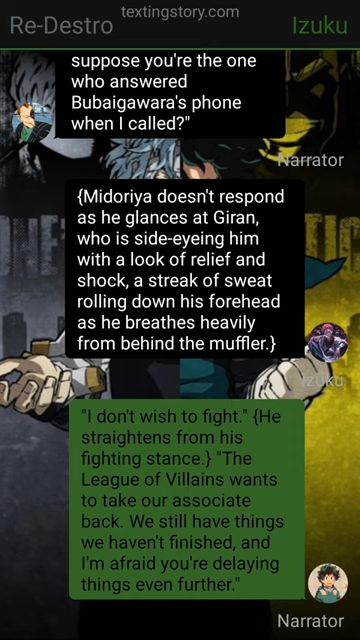 textingstory.com
Re-Destro
Izuku
suppose you're the one
who answered
Bubaigawara's phone
when I called?"
Narrator
{Midoriya doesn't respond
as he glances at Giran,
who is side-eyeing him
with a look of relief and
shock, a streak of sweat
rolling down his forehead
as he breathes heavily
from behind the muffler.}
Izuku
"I don't wish to fight." {He
straightens from his
fighting stance.} "The
League of Villains wants
to take our associate
back. We still have things
we haven't finished, and
I'm afraid you're delaying
things even further."
Narrator